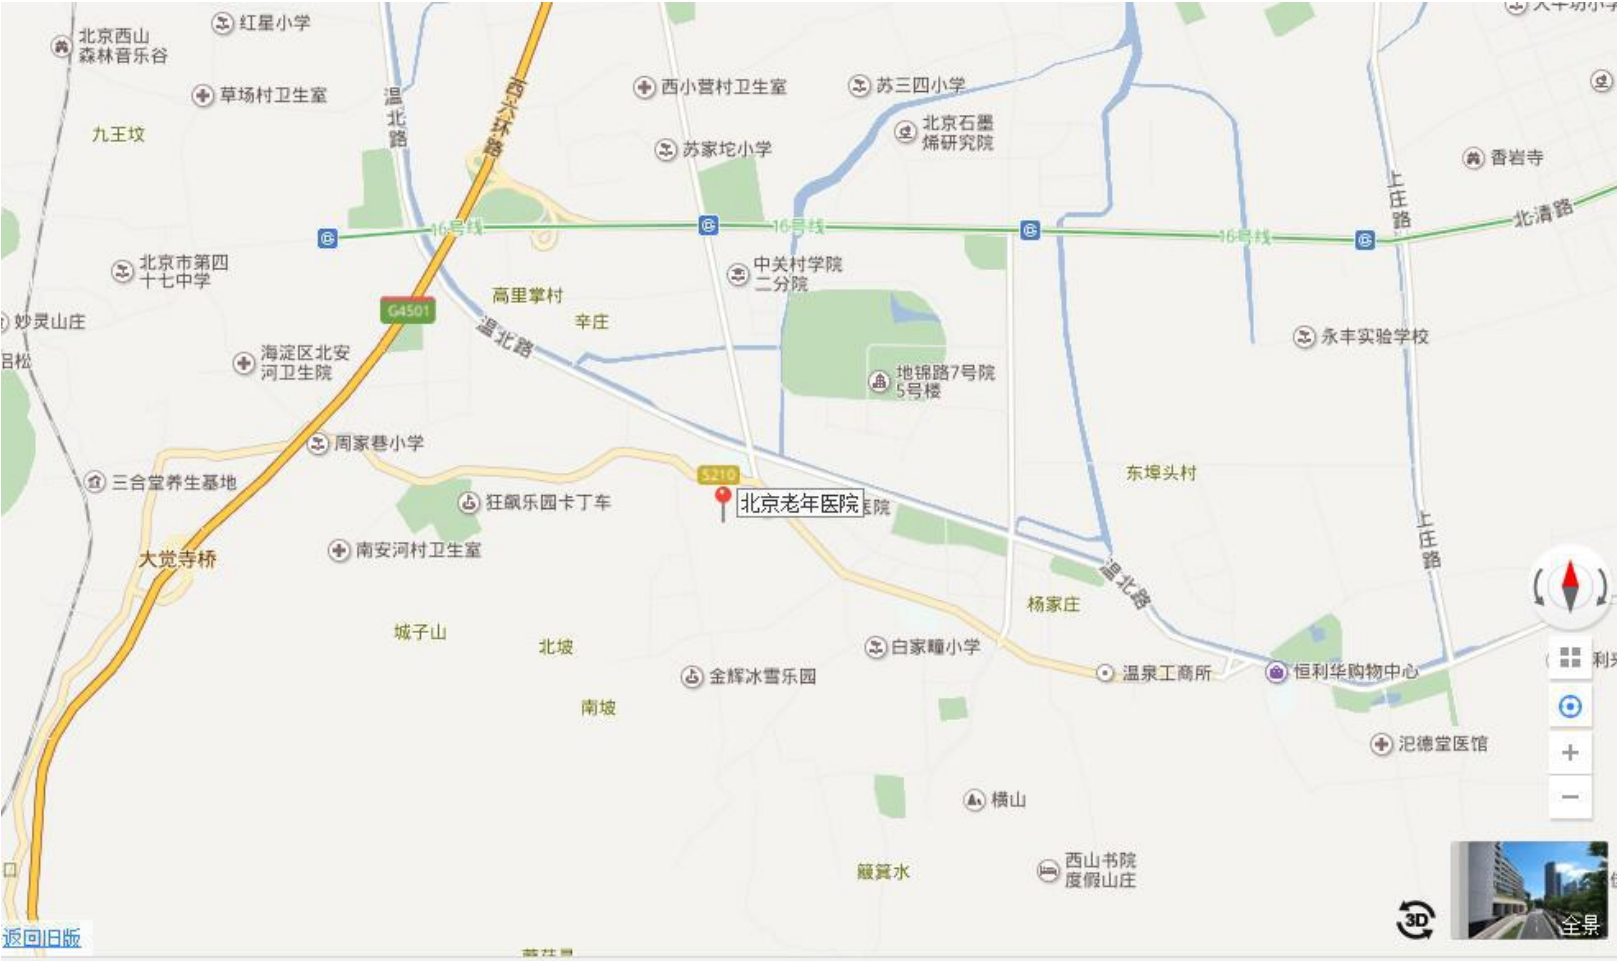 红星小学
北京西山
森林音乐谷
草场村卫生室
九王坟
温北路
西六环路
西小营村卫生室
苏三四小学
北京石墨
烯研究院
苏家坨小学
香岩寺
上庄路
北清路
16号线
16号线
16号线
北京市第四
十七中学
中关村学院
二分院
高里掌村
辛庄
G4501
妙灵山庄
海淀区北安
河卫生院
温北路
永丰实验学校
地锦路7号院
5号楼
周家巷小学
三合堂养生基地
狂飙乐园卡丁车
S210
北京老年医院
医院
东埠头村
上庄路
南安河村卫生室
大觉寺桥
温北路
杨家庄
城子山
北坡
白家疃小学
金辉冰雪乐园
温泉工商所
恒利华购物中心
南坡
汜德堂医馆
横山
簸箕水
西山书院
度假山庄
3D
全景
返回旧版